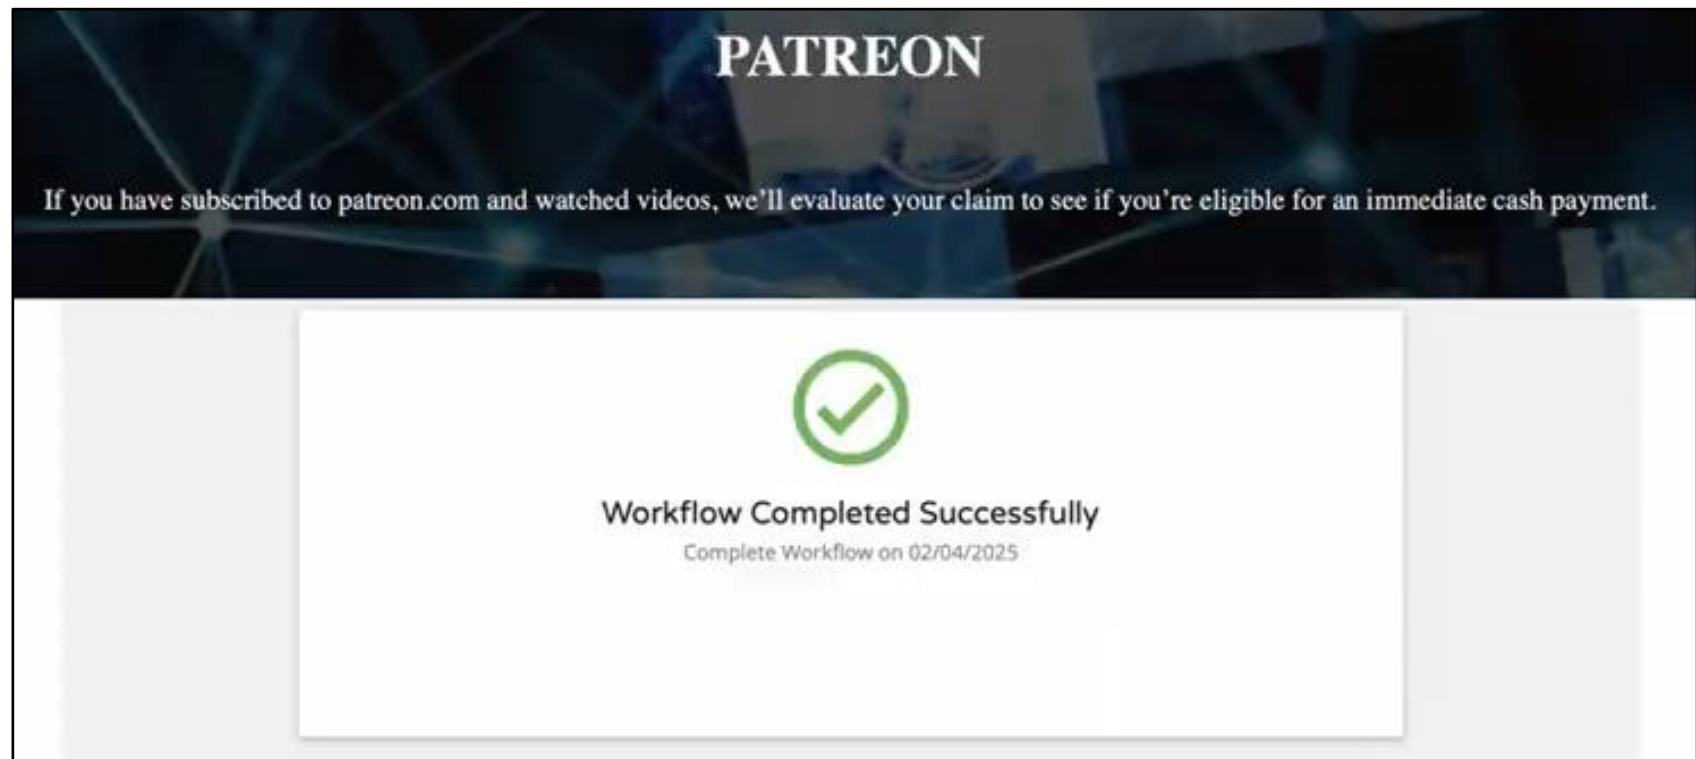 PATREON
If you have subscribed to patreon.com and watched videos, we’ll evaluate your claim to see if you’re eligible for an immediate cash payment.
Workflow Completed Successfully
Complete Workflow on 02/04/2025